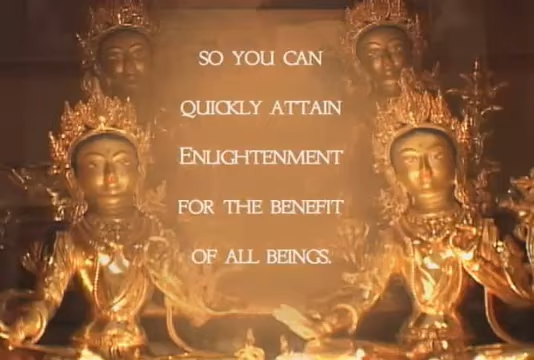 SO YOU CAN
QUICKLY ATTAIN
ENLIGHTENMENT
FOR THE BENEFIT
OF ALL BEINGS.